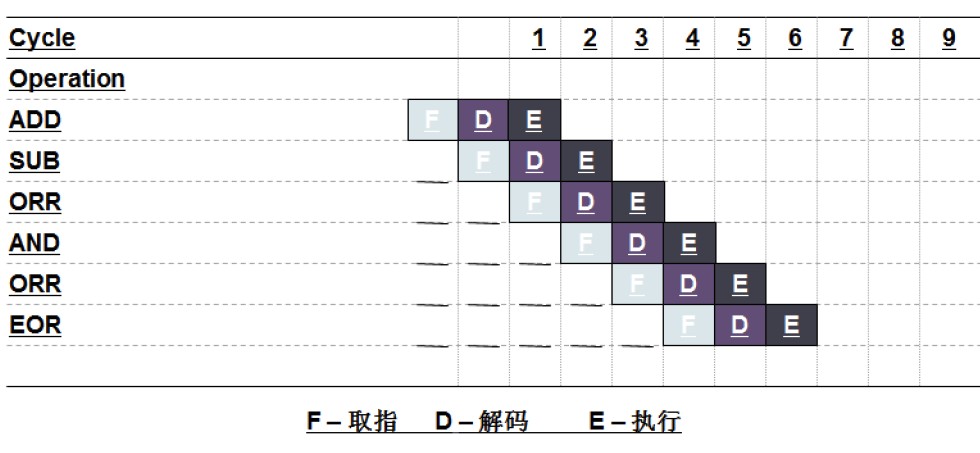 Cycle 1 2 3 4 5 6 7 8 9
Operation
ADD F D E
SUB F D E
ORR F D E
AND F D E
ORR F D E
EOR F D E
F – 取指 D – 解码 E – 执行